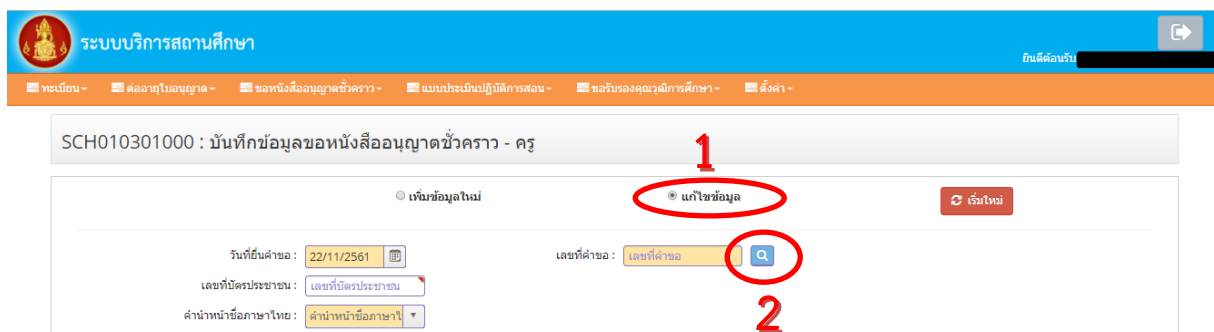 ระบบบริการสถานศึกษา
ยินดีต้อนรับ
ทะเบียน ต่ออายุใบอนุญาต ขอหนังสืออนุญาตชั่วคราว แบบประเมินปฏิบัติการสอน ขอรับรองคุณวุฒิการศึกษา ตั้งค่า
SCH010301000 : บันทึกข้อมูลขอหนังสืออนุญาตชั่วคราว - ครู
1
เพิ่มข้อมูลใหม่ แก้ไขข้อมูล เริ่มใหม่
วันที่ยื่นคำขอ : 22/11/2561 เลขที่คำขอ : เลขที่คำขอ
เลขที่บัตรประชาชน : เลขที่บัตรประชาชน
คำนำหน้าชื่อภาษาไทย : คำนำหน้าชื่อภาษาไ
2